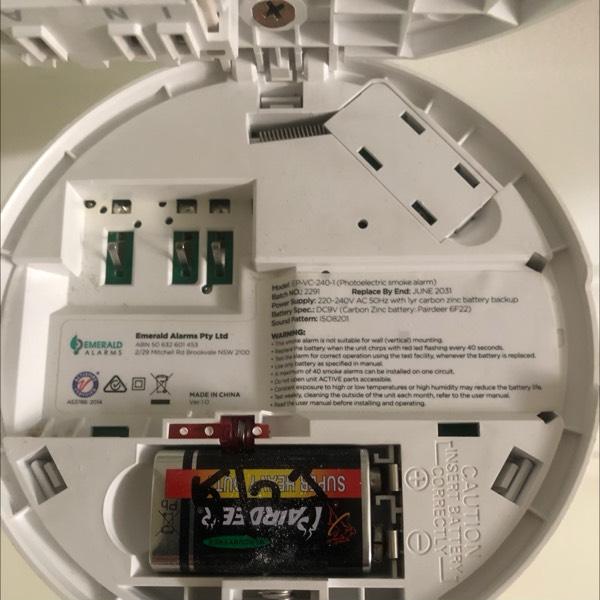 Model: EP-VC-240-1 (Photoelectric smoke alarm)
Batch NO.: 2291 Replace By End: JUNE 2031
Power Supply: 220-240V AC 50Hz with 1yr carbon zinc battery backup
Battery Spec.: DC9V (Carbon Zinc battery: Pairdeer 6F22)
Sound Pattern: ISO8201
WARNING:
• The smoke alarm is not suitable for wall (vertical) mounting.
• Replace the battery when the unit chirps with red led flashing every 40 seconds.
• Test the alarm for correct operation using the test facility, whenever the battery is replaced.
• Use only battery as specified in manual.
• A maximum of 40 smoke alarms can be installed on one circuit.
• Do not open unit ACTIVE parts accessible.
• Constant exposure to high or low temperatures or high humidity may reduce the battery life.
• Test weekly, cleaning the outside of the unit each month, refer to the user manual.
• Read the user manual before installing and operating.
EMERALD
ALARMS
Emerald Alarms Pty Ltd
ABN 50 632 601 453
2/29 Mitchell Rd Brookvale NSW 2100
AS3786:2014
MADE IN CHINA
Ver: 1.0
SUPER HEAVY DUTY
PAIRDEER
CAUTION
INSERT BATTERY
CORRECTLY
A N I